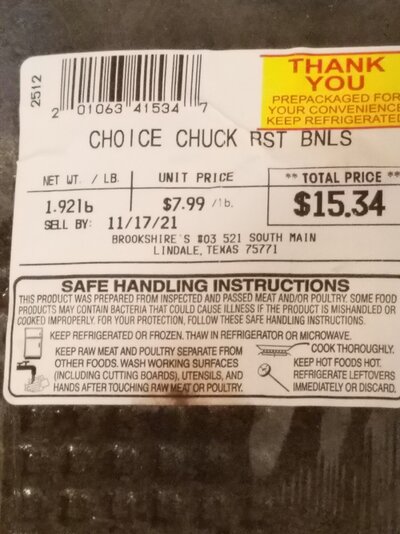 2512
2 01063 41534 7
THANK
YOU
PREPACKAGED FOR
YOUR CONVENIENCE
KEEP REFRIGERATED
CHOICE CHUCK RST BNLS
NET WT. / LB. UNIT PRICE ** TOTAL PRICE **
1.92lb $7.99 /lb. $15.34
SELL BY: 11/17/21
BROOKSHIRE'S #03 521 SOUTH MAIN
LINDALE, TEXAS 75771
SAFE HANDLING INSTRUCTIONS
THIS PRODUCT WAS PREPARED FROM INSPECTED AND PASSED MEAT AND/OR POULTRY. SOME FOOD
PRODUCTS MAY CONTAIN BACTERIA THAT COULD CAUSE ILLNESS IF THE PRODUCT IS MISHANDLED OR
COOKED IMPROPERLY. FOR YOUR PROTECTION, FOLLOW THESE SAFE HANDLING INSTRUCTIONS.
KEEP REFRIGERATED OR FROZEN. THAW IN REFRIGERATOR OR MICROWAVE.
KEEP RAW MEAT AND POULTRY SEPARATE FROM
OTHER FOODS. WASH WORKING SURFACES
(INCLUDING CUTTING BOARDS), UTENSILS, AND
HANDS AFTER TOUCHING RAW MEAT OR POULTRY.
COOK THOROUGHLY.
KEEP HOT FOODS HOT.
REFRIGERATE LEFTOVERS
IMMEDIATELY OR DISCARD.